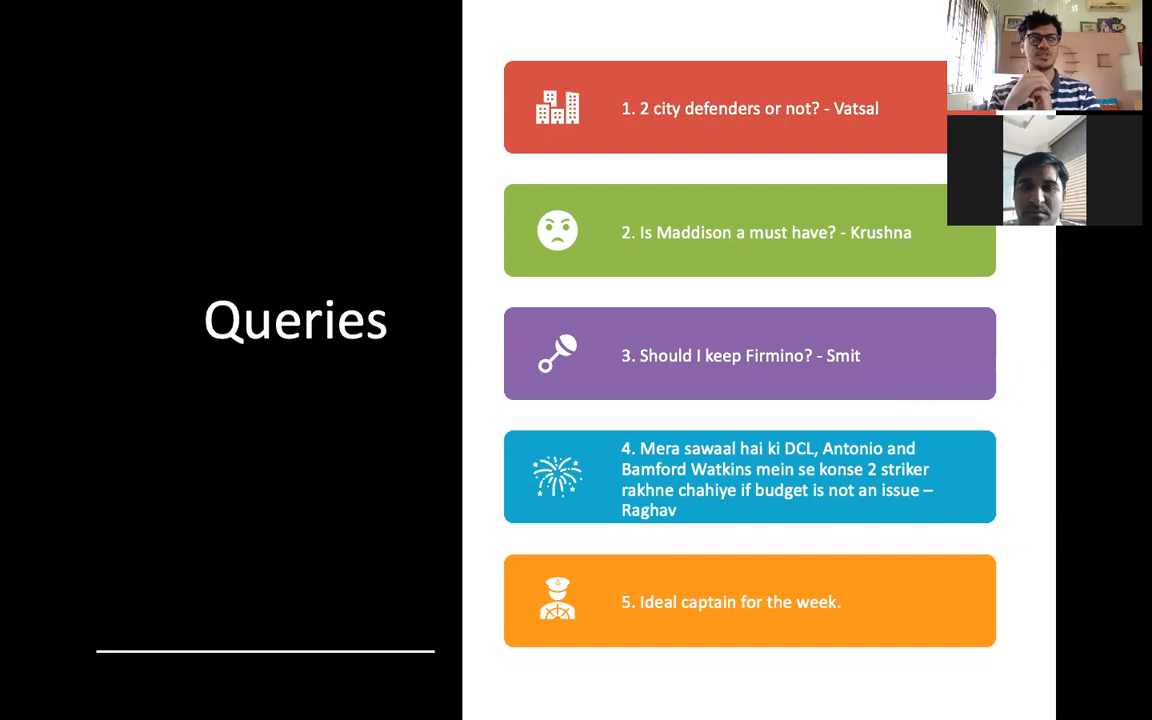 Queries
1. 2 city defenders or not? - Vatsal
2. Is Maddison a must have? - Krushna
3. Should I keep Firmino? - Smit
4. Mera sawaal hai ki DCL, Antonio and
Bamford Watkins mein se konse 2 striker
rakhne chahiye if budget is not an issue –
Raghav
5. Ideal captain for the week.